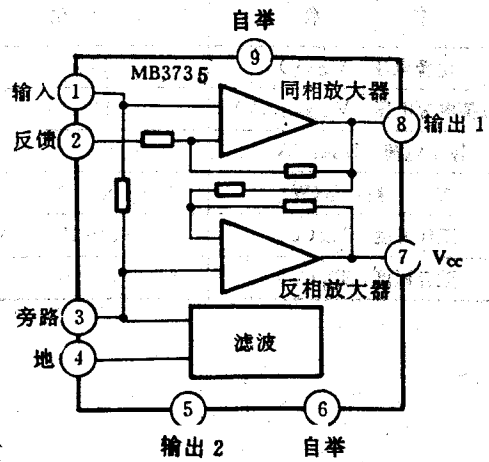 自举
9
MB3735
输入 1
同相放大器
反馈 2
8 输出1
7 Vcc
反相放大器
旁路 3
滤波
地 4
5
6
输出2
自举